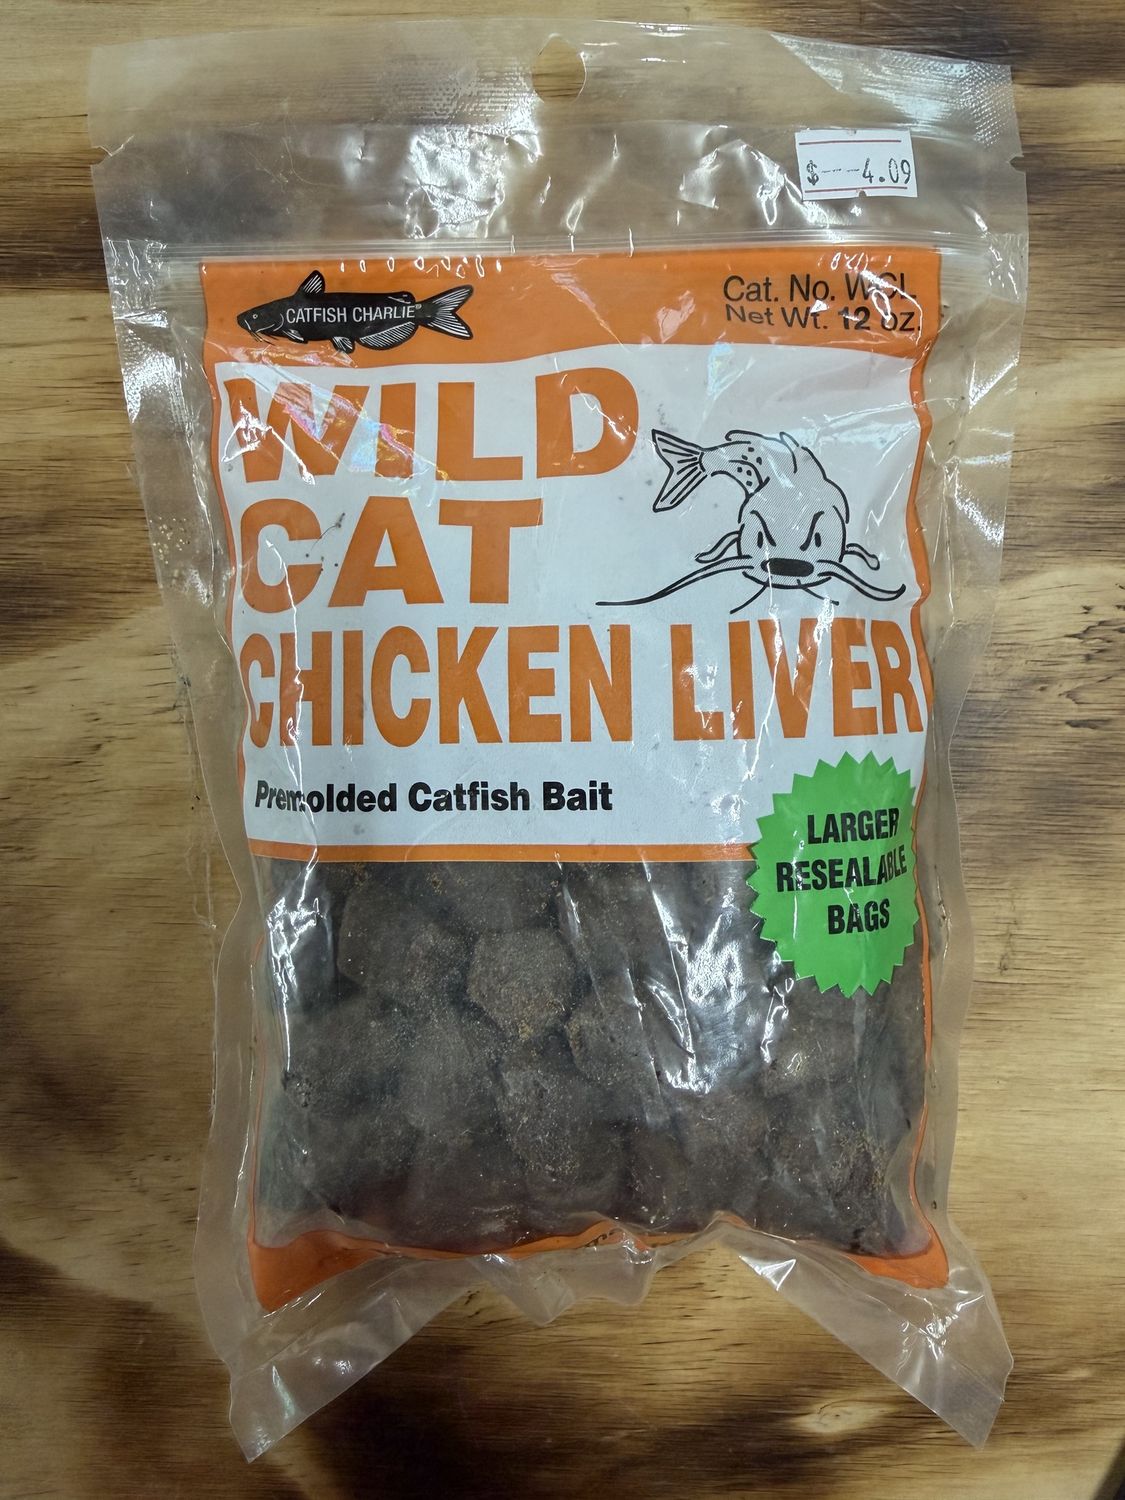 $---4.09
CATFISH CHARLIE®
Cat. No. WCL
Net Wt. 12 oz.
WILD
CAT
CHICKEN LIVER
Premolded Catfish Bait
LARGER
RESEALABLE
BAGS